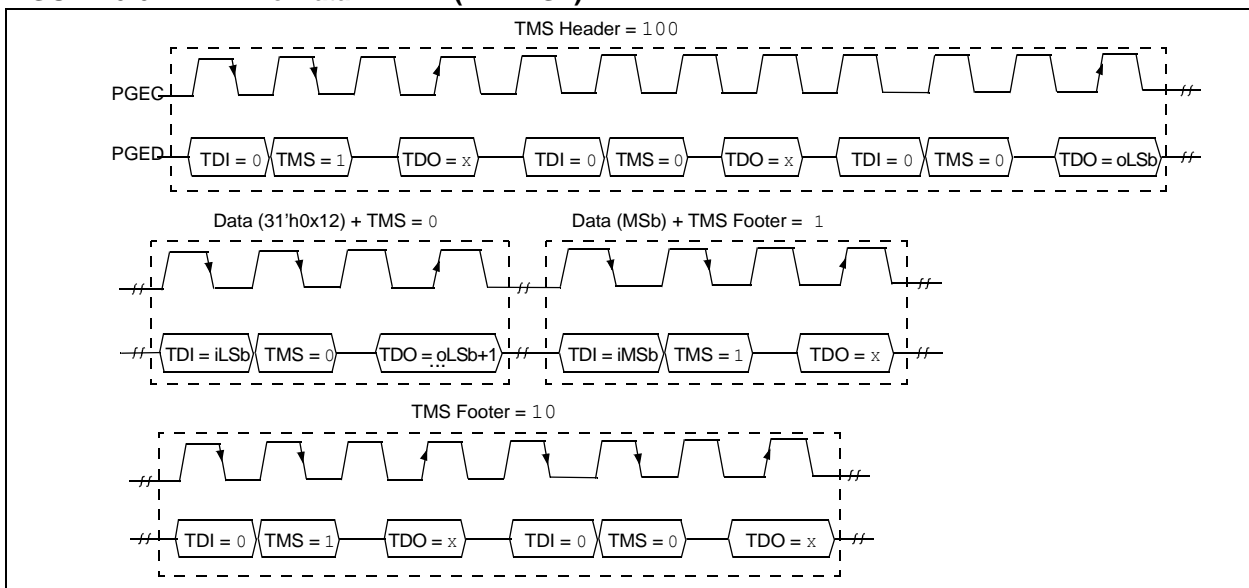 TMS Header = 100
PGEC
PGED TDI = 0 TMS = 1 TDO = x TDI = 0 TMS = 0 TDO = x TDI = 0 TMS = 0 TDO = oLSb
Data (31'h0x12) + TMS = 0 Data (MSb) + TMS Footer = 1
TDI = iLSb TMS = 0 TDO = oLSb+1 TDI = iMSb TMS = 1 TDO = x
...
TMS Footer = 10
TDI = 0 TMS = 1 TDO = x TDI = 0 TMS = 0 TDO = x